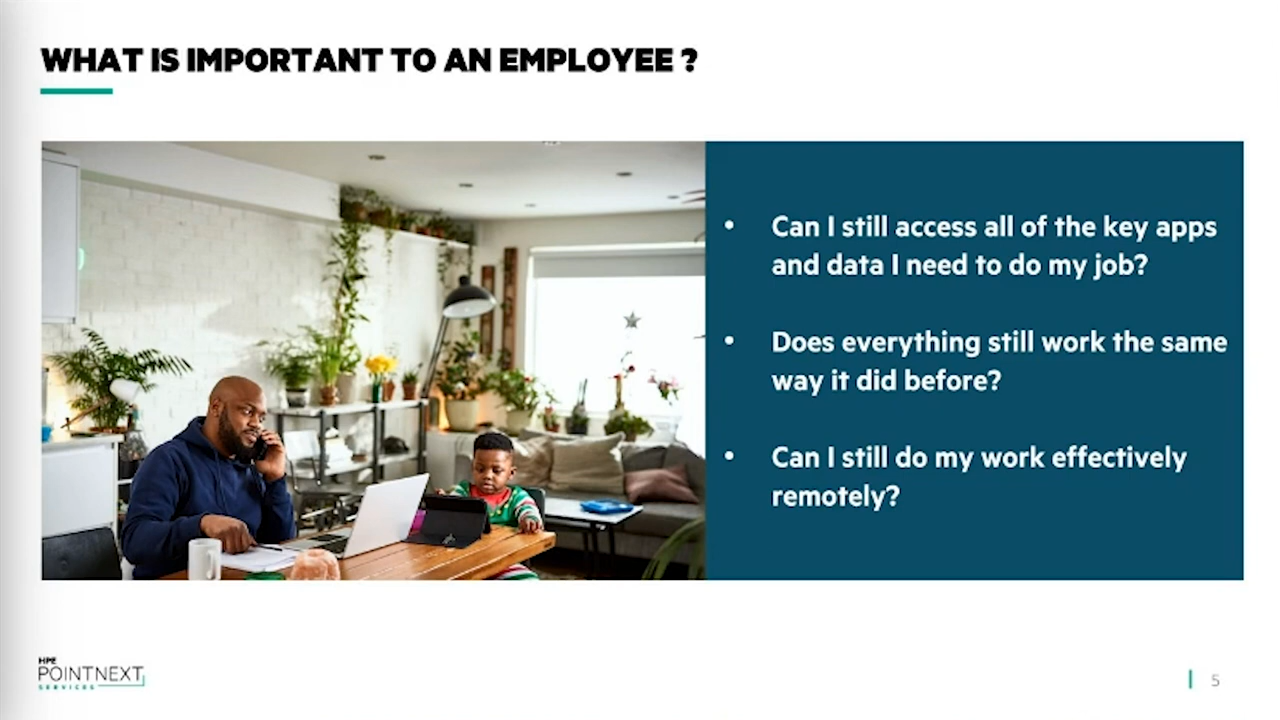 WHAT IS IMPORTANT TO AN EMPLOYEE ?
• Can I still access all of the key apps
and data I need to do my job?
• Does everything still work the same
way it did before?
• Can I still do my work effectively
remotely?
HPE
POINTNEXT
SERVICES
5